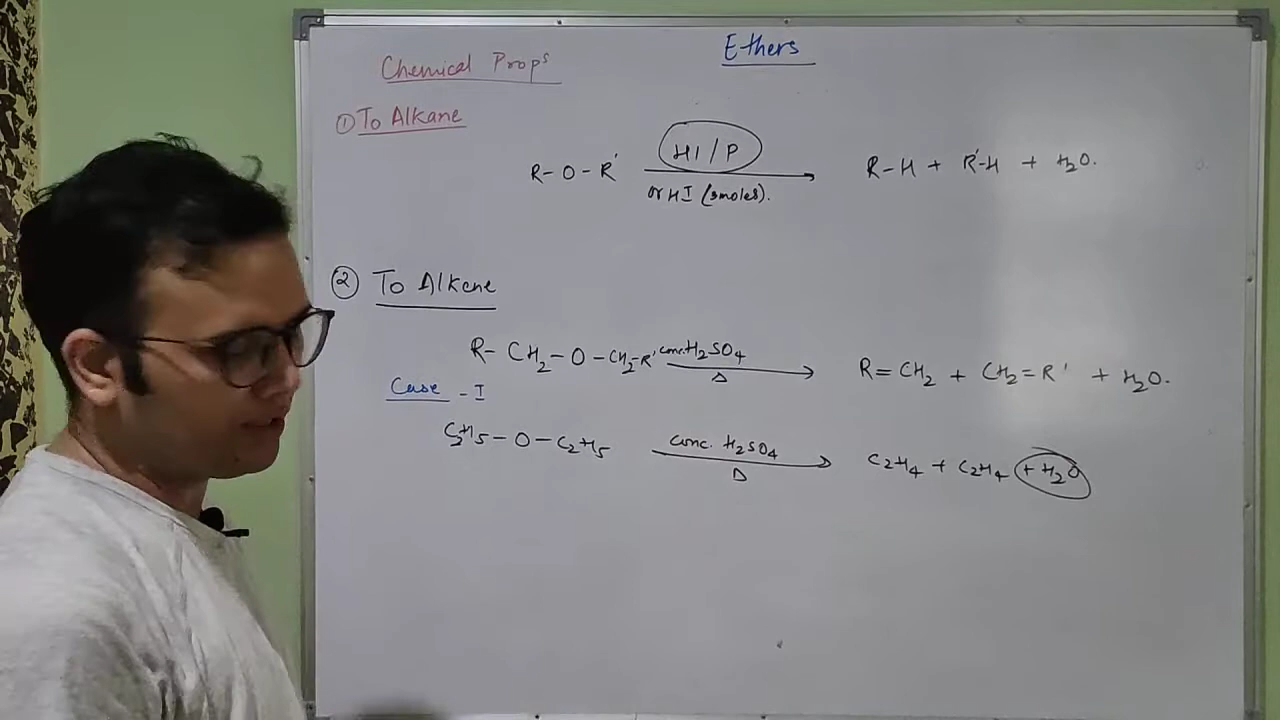 Ethers
Chemical Props
① To Alkane
R-O-R' HI/P R-H + R'-H + H₂O.
or HI (smoles).
② To Alkene
R-CH₂-O-CH₂-R' conc. H₂SO₄ Δ R=CH₂ + CH₂=R' + H₂O.
Case - I
C₂H₅-O-C₂H₅ conc. H₂SO₄ Δ C₂H₄ + C₂H₄ + H₂O